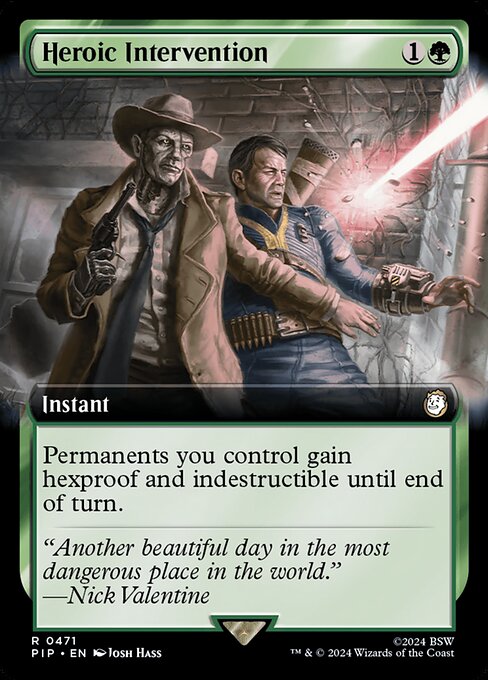 Heroic Intervention 1
Instant
Permanents you control gain
hexproof and indestructible until end
of turn.
“Another beautiful day in the most
dangerous place in the world.”
—Nick Valentine
R 0471
PIP • EN Josh Hass
©2024 BSW
™ & © 2024 Wizards of the Coast